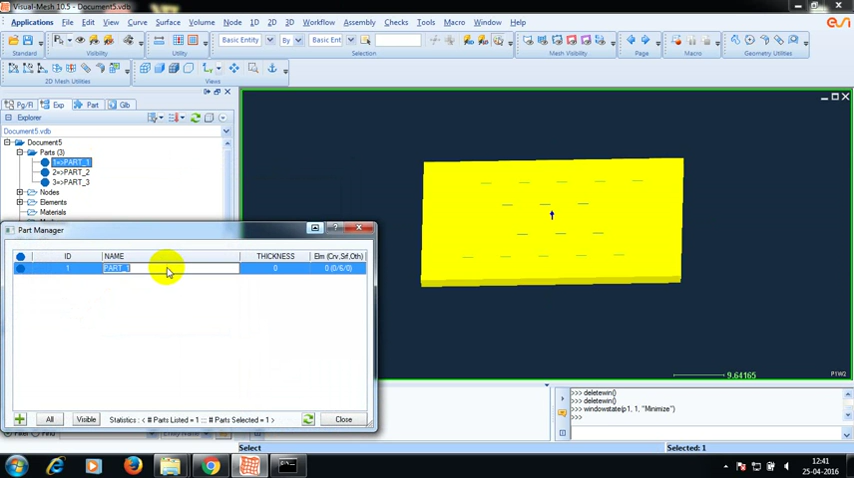 Visual-Mesh 10.5 - Document5.vdb
Applications File Edit View Curve Surface Volume Node 1D 2D 3D Workflow Assembly Checks Tools Macro Window Help
esi
Basic Entity By Basic Ent
Standard Visibility Utilities Selection Mesh Visibility Windows Macro Geometry Utilities
2D Mesh Utilities Views
Pg/Fl Exp Part Glb
Explorer
Document5.vdb
Document5
Parts (3)
1=>PART_1
2=>PART_2
3=>PART_3
Nodes
Elements
Materials
Part Manager
ID NAME THICKNESS Elm (Crv,Srf,Oth)
1 PART_1 0 0 (0/6/0)
All Visible Statistics : < # Parts Listed = 1 ::: # Parts Selected = 1 > Close
9.64165 P1W2
>>> deletewin()
>>> deletewin()
>>> windowstate(p1, 1, "Minimize")
>>>
Select Selected: 1
12:41
25-04-2016